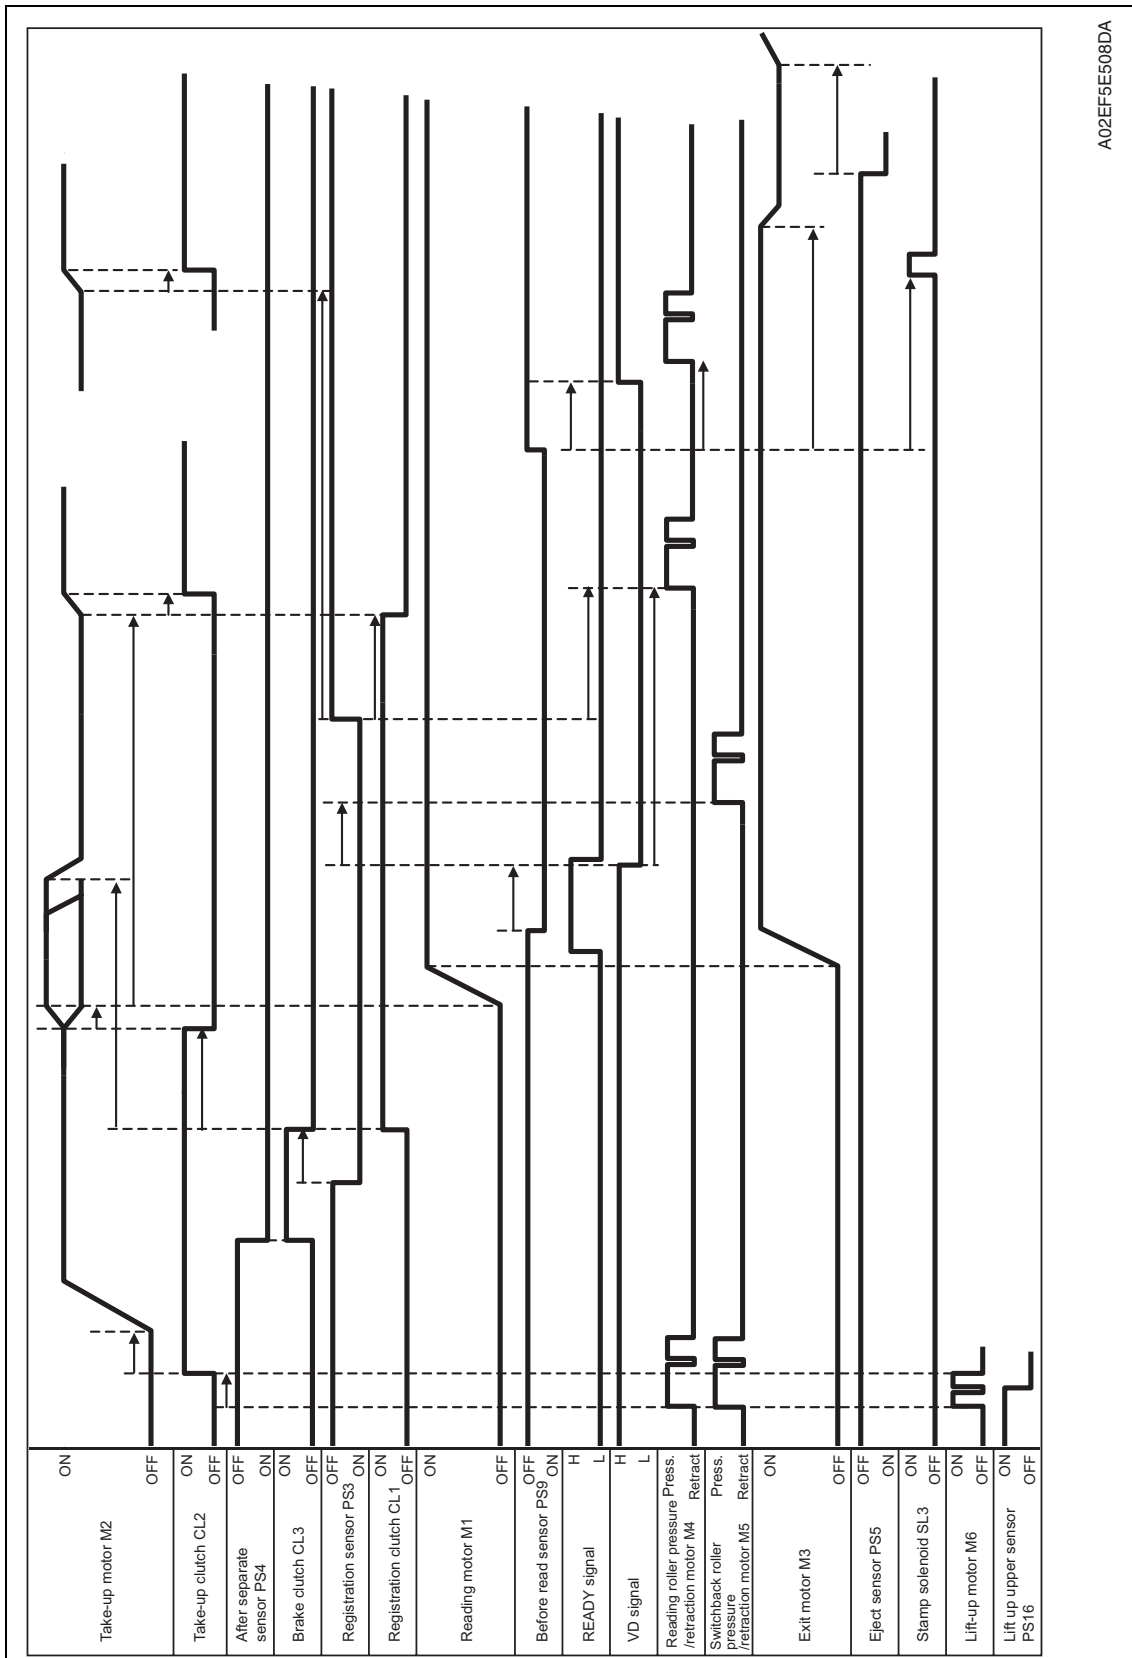 Take-up motor M2
ON
OFF
Take-up clutch CL2
ON
OFF
After separate
sensor PS4
OFF
ON
Brake clutch CL3
ON
OFF
Registration sensor PS3
OFF
ON
Registration clutch CL1
ON
OFF
Reading motor M1
ON
OFF
Before read sensor PS9
OFF
ON
READY signal
H
L
VD signal
H
L
Reading roller pressure
/retraction motor M4
Press.
Retract
Switchback roller
pressure
/retraction motor M5
Press.
Retract
Exit motor M3
ON
OFF
Eject sensor PS5
OFF
ON
Stamp solenoid SL3
ON
OFF
Lift-up motor M6
ON
OFF
Lift up upper sensor
PS16
ON
OFF
A02EF5E508DA